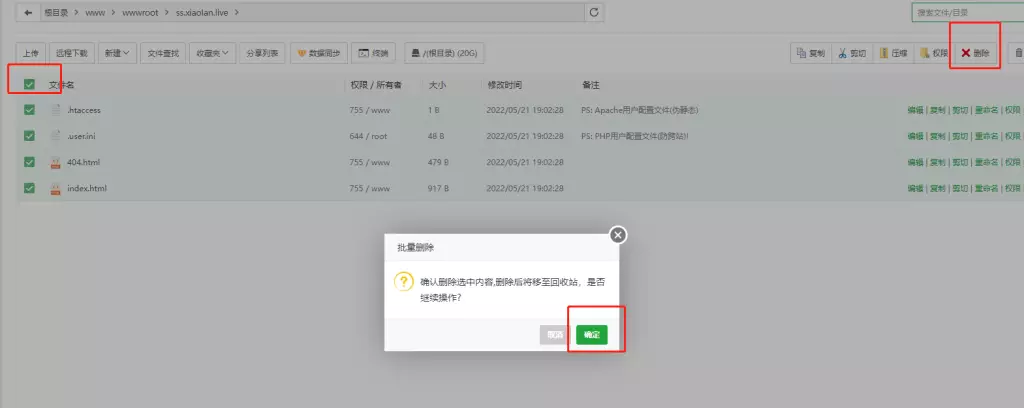 根目录 > www > wwwroot > ss.xiaolan.live >
搜索文件/目录
上传 远程下载 新建 文件查找 收藏夹 分享列表 数据同步 终端 /(根目录) (20G) 复制 剪切 压缩 权限 删除
文件名 权限 / 所有者 大小 修改时间 备注
.htaccess 755 / www 1 B 2022/05/21 19:02:28 PS: Apache用户配置文件(伪静态) 编辑 | 复制 | 剪切 | 重命名 | 权限
.user.ini 644 / root 48 B 2022/05/21 19:02:28 PS: PHP用户配置文件(防跨站)! 编辑 | 复制 | 剪切 | 重命名 | 权限
404.html 755 / www 479 B 2022/05/21 19:02:28 编辑 | 复制 | 剪切 | 重命名 | 权限
index.html 755 / www 917 B 2022/05/21 19:02:28 编辑 | 复制 | 剪切 | 重命名 | 权限
批量删除
确认删除选中内容,删除后将移至回收站，是否
继续操作?
取消 确定